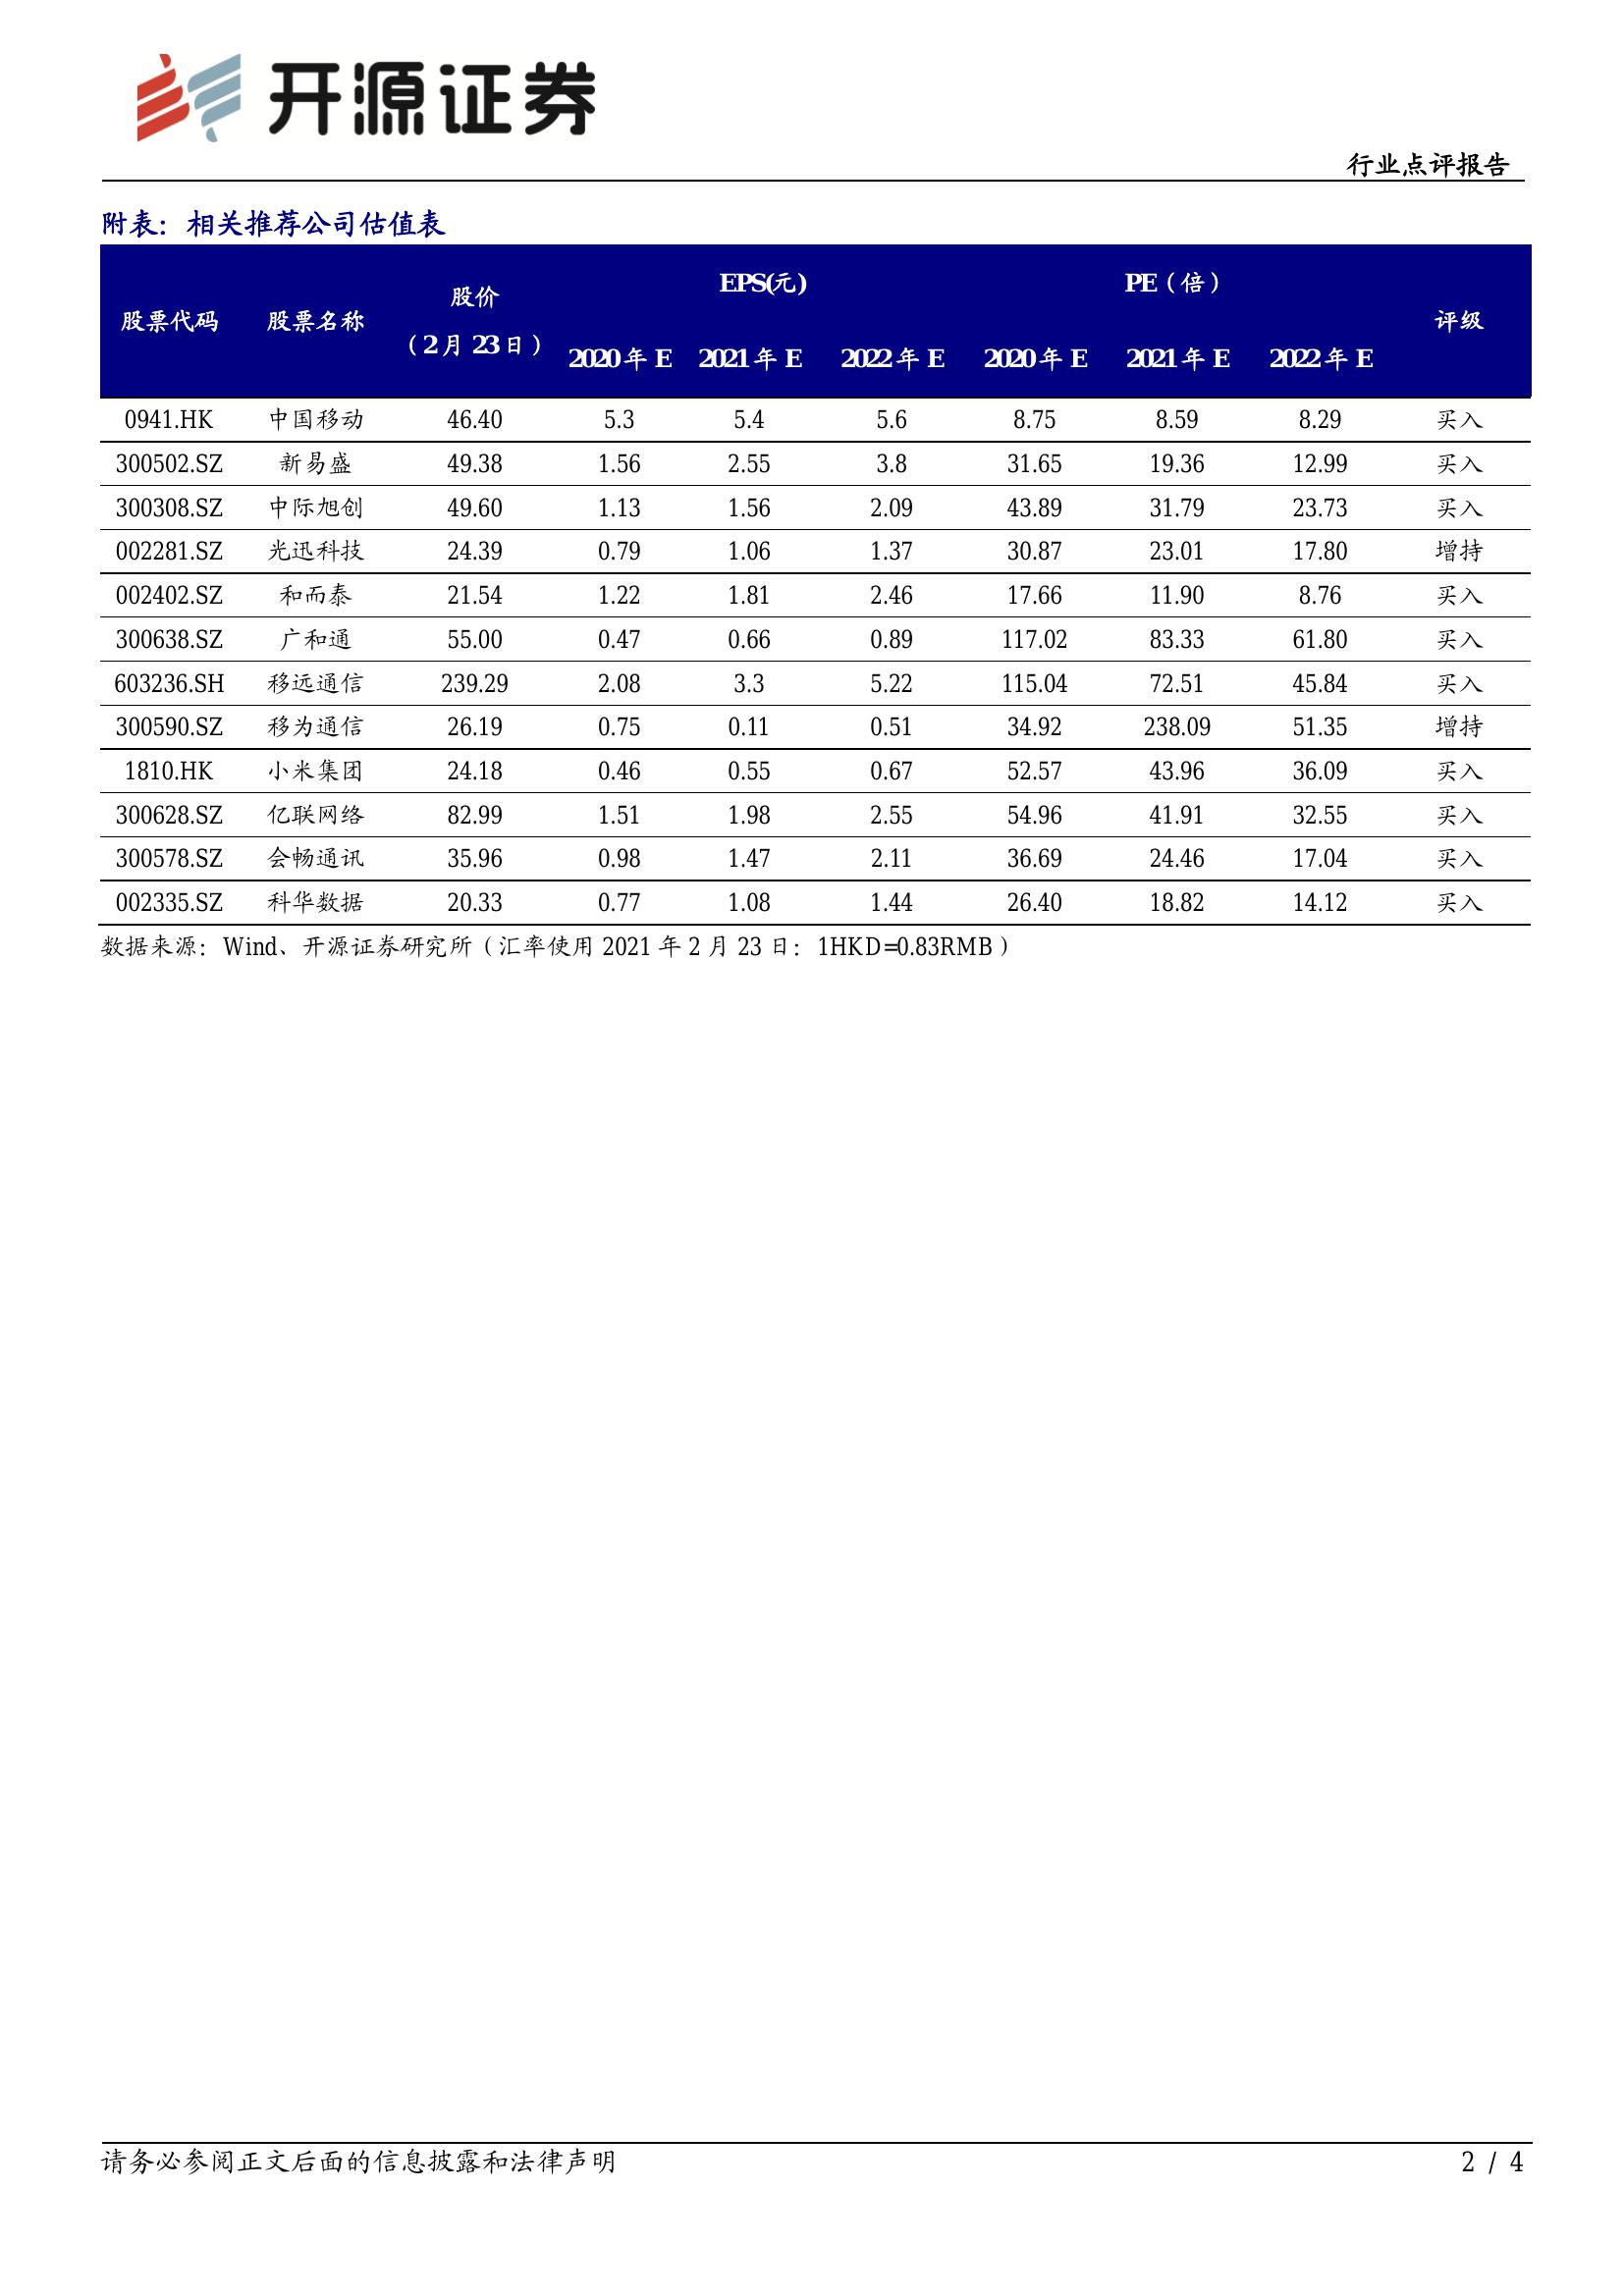 开源证券
行业点评报告
附表：相关推荐公司估值表
股票代码 股票名称 股价（2月23日） EPS(元) PE（倍） 评级
2020年E 2021年E 2022年E 2020年E 2021年E 2022年E
0941.HK 中国移动 46.40 5.3 5.4 5.6 8.75 8.59 8.29 买入
300502.SZ 新易盛 49.38 1.56 2.55 3.8 31.65 19.36 12.99 买入
300308.SZ 中际旭创 49.60 1.13 1.56 2.09 43.89 31.79 23.73 买入
002281.SZ 光迅科技 24.39 0.79 1.06 1.37 30.87 23.01 17.80 增持
002402.SZ 和而泰 21.54 1.22 1.81 2.46 17.66 11.90 8.76 买入
300638.SZ 广和通 55.00 0.47 0.66 0.89 117.02 83.33 61.80 买入
603236.SH 移远通信 239.29 2.08 3.3 5.22 115.04 72.51 45.84 买入
300590.SZ 移为通信 26.19 0.75 0.11 0.51 34.92 238.09 51.35 增持
1810.HK 小米集团 24.18 0.46 0.55 0.67 52.57 43.96 36.09 买入
300628.SZ 亿联网络 82.99 1.51 1.98 2.55 54.96 41.91 32.55 买入
300578.SZ 会畅通讯 35.96 0.98 1.47 2.11 36.69 24.46 17.04 买入
002335.SZ 科华数据 20.33 0.77 1.08 1.44 26.40 18.82 14.12 买入
数据来源：Wind、开源证券研究所（汇率使用 2021 年 2 月 23 日：1HKD=0.83RMB）
请务必参阅正文后面的信息披露和法律声明 2 / 4